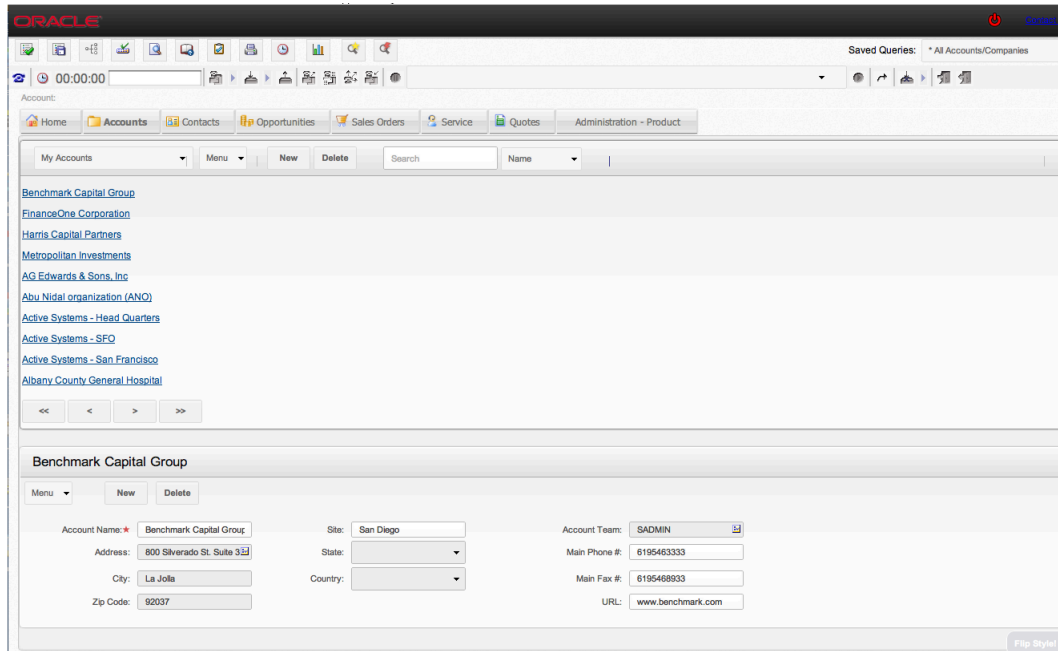 ORACLE
Contact
Saved Queries: * All Accounts/Companies
00:00:00
Account:
Home Accounts Contacts Opportunities Sales Orders Service Quotes Administration - Product
My Accounts Menu New Delete Search Name
Benchmark Capital Group
FinanceOne Corporation
Harris Capital Partners
Metropolitan Investments
AG Edwards & Sons, Inc
Abu Nidal organization (ANO)
Active Systems - Head Quarters
Active Systems - SFO
Active Systems - San Francisco
Albany County General Hospital
<< < > >>
Benchmark Capital Group
Menu New Delete
Account Name:★ Benchmark Capital Group Site: San Diego Account Team: SADMIN
Address: 800 Silverado St. Suite 3 State: Main Phone #: 6195463333
City: La Jolla Country: Main Fax #: 6195468933
Zip Code: 92037 URL: www.benchmark.com
Flip Style!